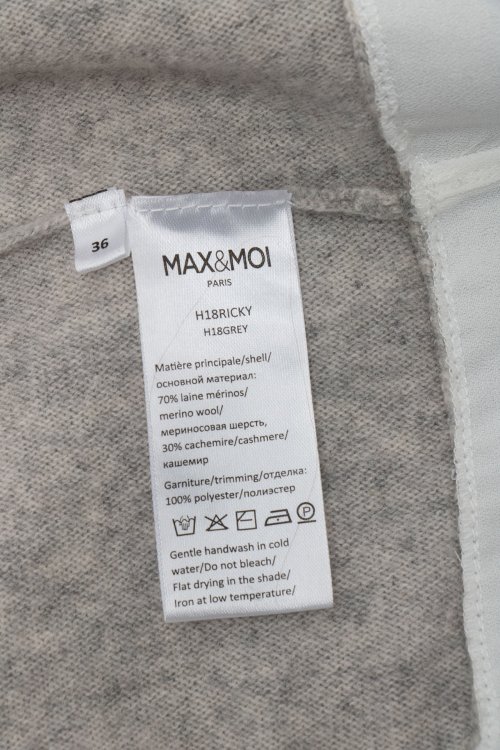 36
MAX&MOI
PARIS
H18RICKY
H18GREY
Matière principale/shell/
основной материал:
70% laine mérinos/
merino wool/
мериносовая шерсть,
30% cachemire/cashmere/
кашемир
Garniture/trimming/отделка:
100% polyester/полиэстер
P
Gentle handwash in cold
water/Do not bleach/
Flat drying in the shade/
Iron at low temperature/